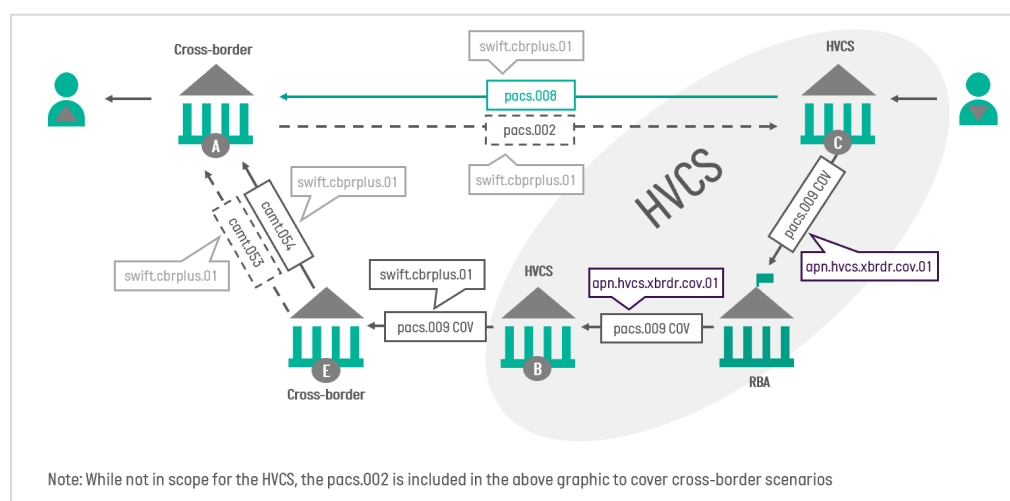 swift.cbrplus.01
Cross-border
HVCS
pacs.008
A
pacs.002
C
swift.cbprplus.01
swift.cbprplus.01
HVCS
pacs.009 COV
camt.054
camt.053
swift.cbrplus.01
swift.cbrplus.01
HVCS
apn.hvcs.xbrdr.cov.01
apn.hvcs.xbrdr.cov.01
pacs.009 COV
pacs.009 COV
E
B
RBA
Cross-border
Note: While not in scope for the HVCS, the pacs.002 is included in the above graphic to cover cross-border scenarios